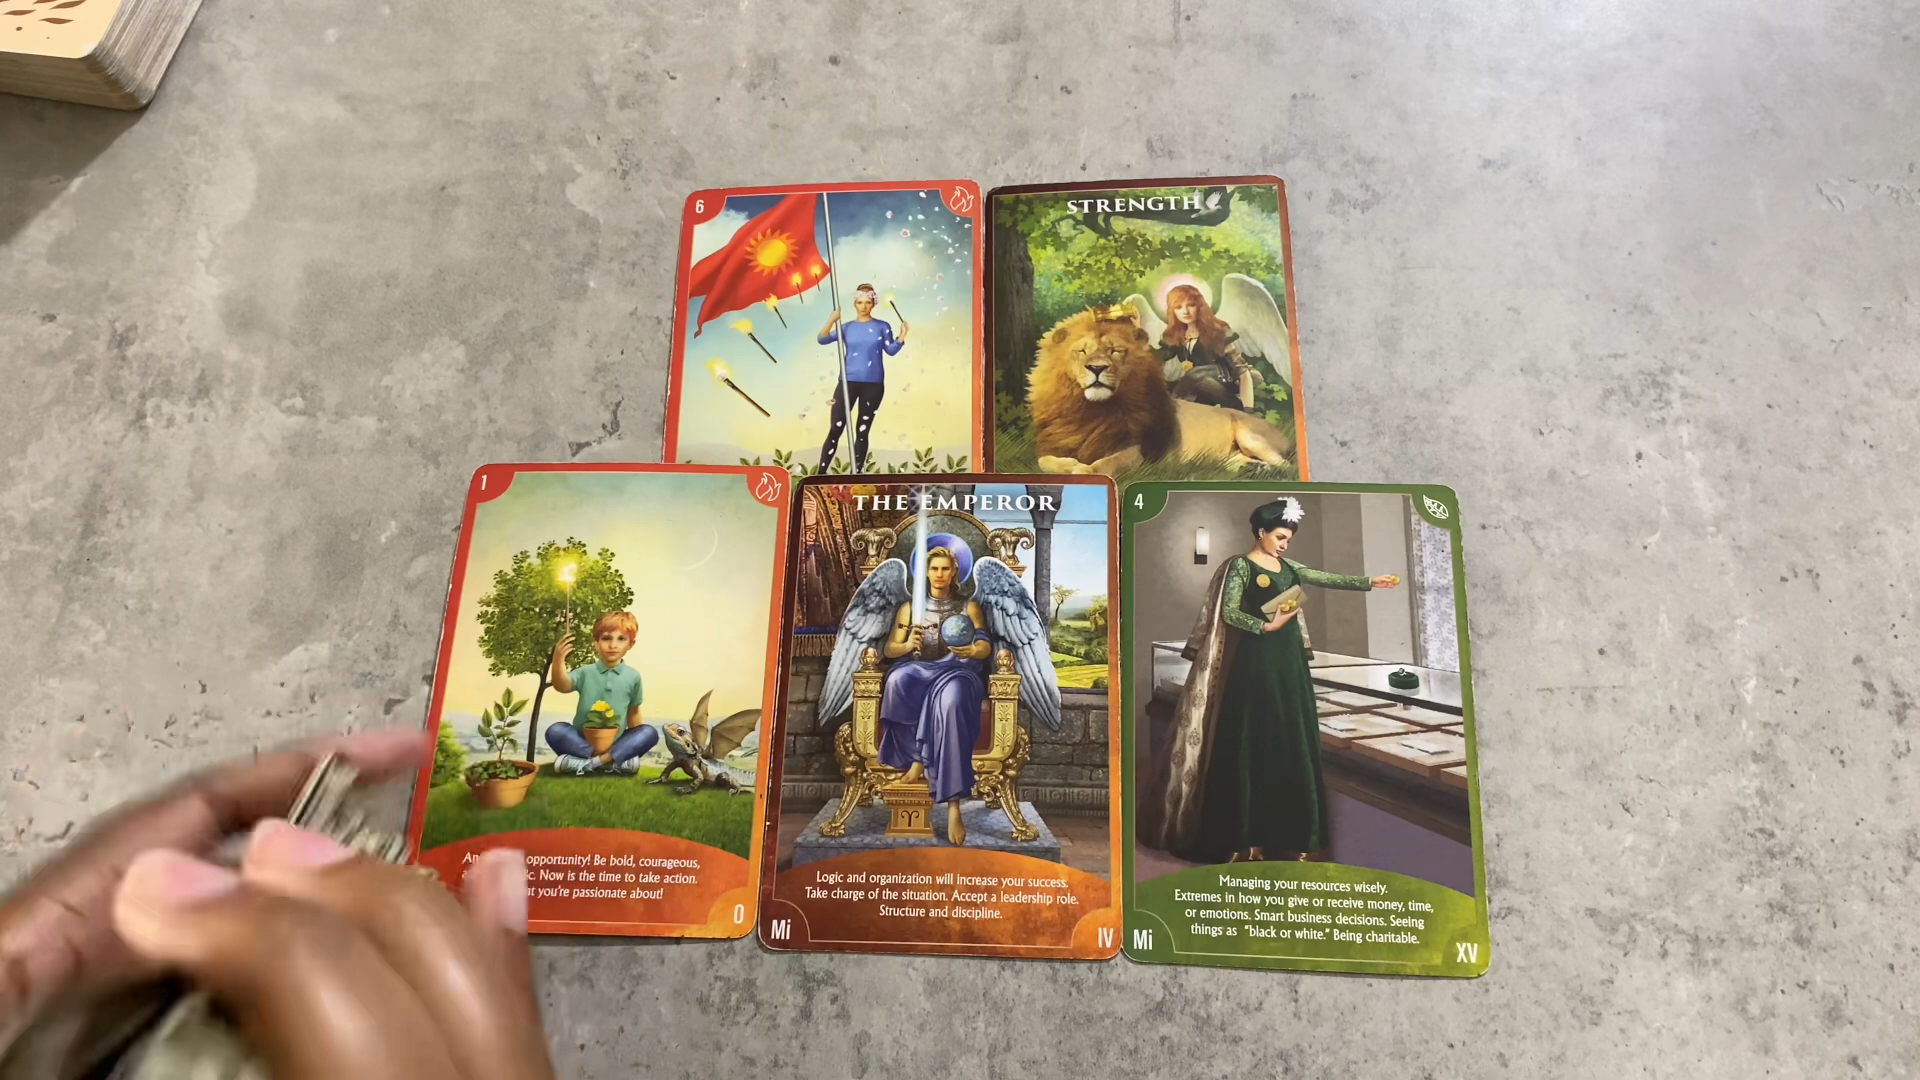 6
STRENGTH
1
THE EMPEROR
4
opportunity! Be bold, courageous,
Now is the time to take action.
you're passionate about!
0
Logic and organization will increase your success.
Take charge of the situation. Accept a leadership role.
Structure and discipline.
Mi
IV
Managing your resources wisely.
Extremes in how you give or receive money, time,
or emotions. Smart business decisions. Seeing
things as "black or white." Being charitable.
Mi
XV